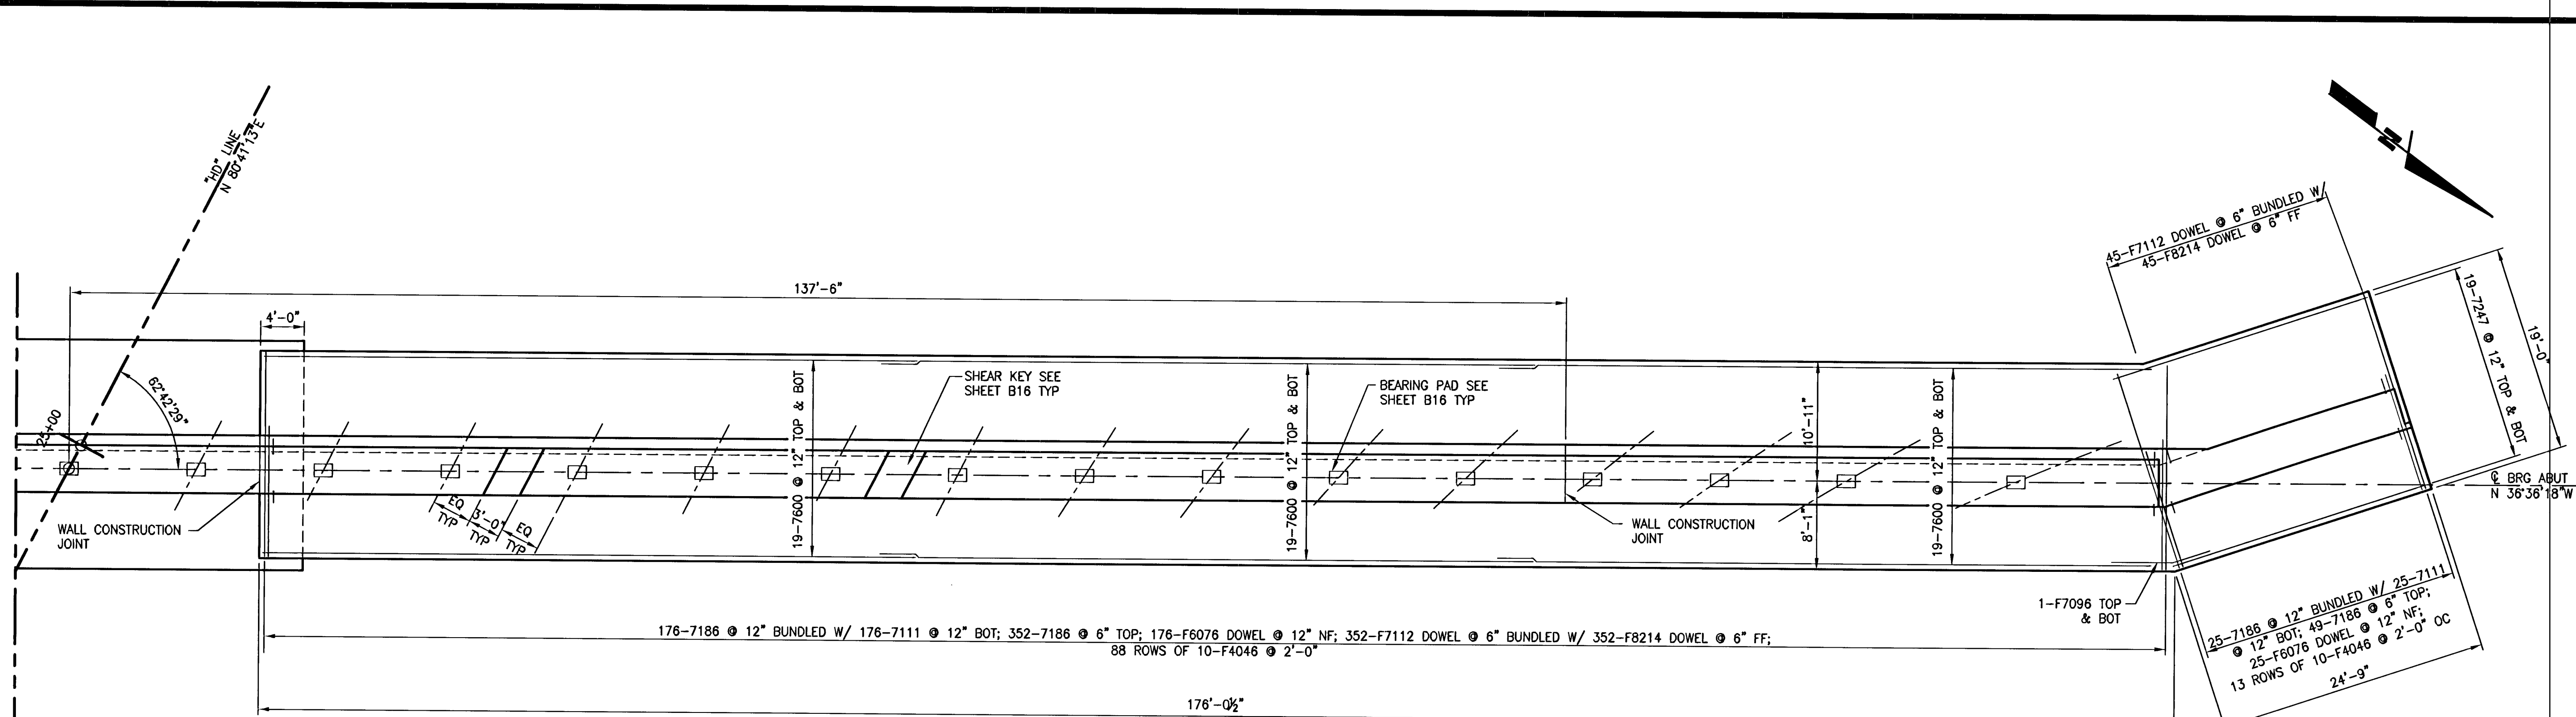 "HD" LINE
N 80°41'13"E
N
45-F7112 DOWEL @ 6" BUNDLED W/
45-F8214 DOWEL @ 6" FF
137'-6"
4'-0"
19-7247 @ 12" TOP & BOT
19'-0"
62°42'29"
25+00
19-7600 @ 12" TOP & BOT
SHEAR KEY SEE
SHEET B16 TYP
19-7600 @ 12" TOP & BOT
BEARING PAD SEE
SHEET B16 TYP
10'-11"
8'-1"
19-7600 @ 12" TOP & BOT
℄ BRG ABUT
N 36°36'18"W
EQ
TYP
3'-0"
TYP
EQ
TYP
WALL CONSTRUCTION
JOINT
WALL CONSTRUCTION
JOINT
1-F7096 TOP
& BOT
176-7186 @ 12" BUNDLED W/ 176-7111 @ 12" BOT; 352-7186 @ 6" TOP; 176-F6076 DOWEL @ 12" NF; 352-F7112 DOWEL @ 6" BUNDLED W/ 352-F8214 DOWEL @ 6" FF;
88 ROWS OF 10-F4046 @ 2'-0"
25-7186 @ 12" BUNDLED W/ 25-7111
@ 12" BOT; 49-7186 @ 6" TOP;
25-F6076 DOWEL @ 12" NF;
13 ROWS OF 10-F4046 @ 2'-0" OC
24'-9"
176'-0½"